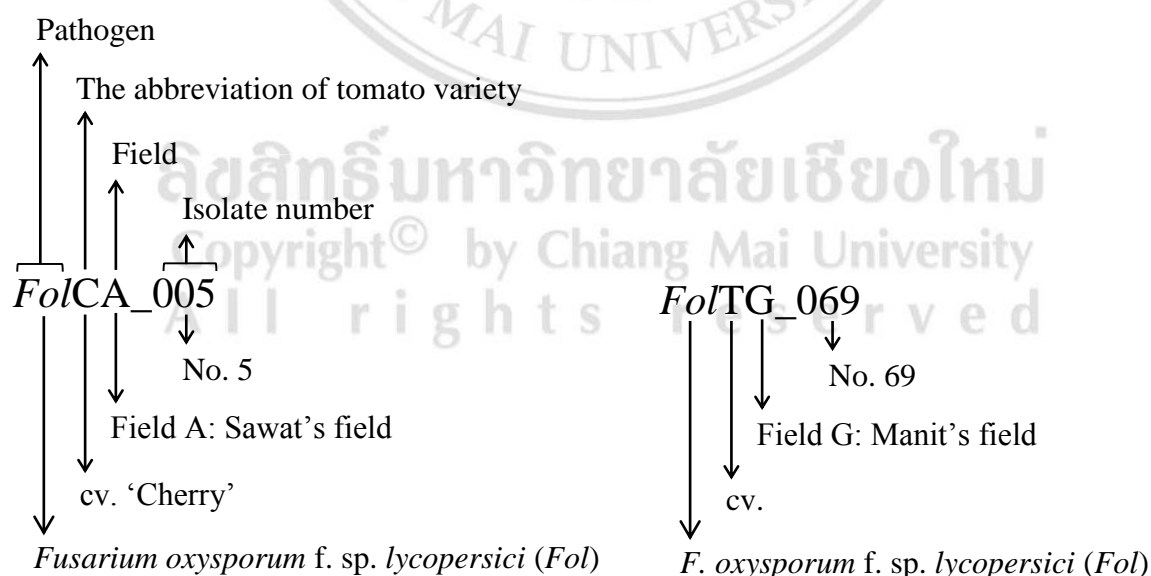 MAI UNIVERS
Pathogen
The abbreviation of tomato variety
Field
ลิขสิทธิ์มหาวิทยาลัยเชียงใหม่
Isolate number
Copyright© by Chiang Mai University
FolCA_005
FolTG_069
All rights reserved
No. 5
No. 69
Field A: Sawat’s field
Field G: Manit’s field
cv. ‘Cherry’
cv.
Fusarium oxysporum f. sp. lycopersici (Fol)
F. oxysporum f. sp. lycopersici (Fol)